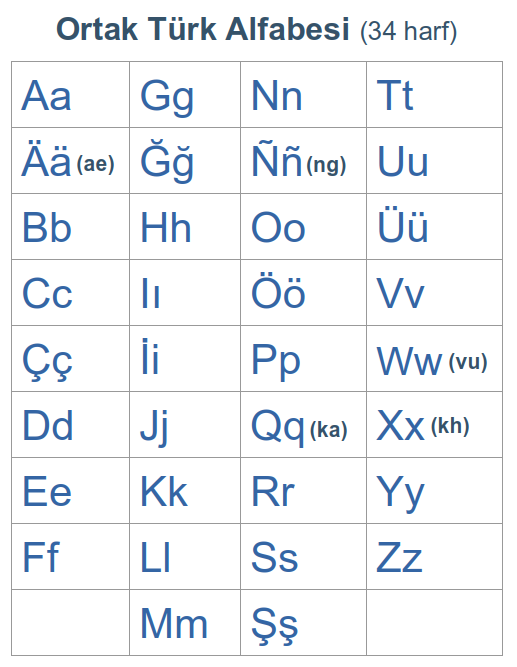 Ortak Türk Alfabesi (34 harf)
Aa Gg Nn Tt
Ää (ae) Ğğ Ññ (ng) Uu
Bb Hh Oo Üü
Cc Iı Öö Vv
Çç İi Pp Ww (vu)
Dd Jj Qq (ka) Xx (kh)
Ee Kk Rr Yy
Ff Ll Ss Zz
Mm Şş